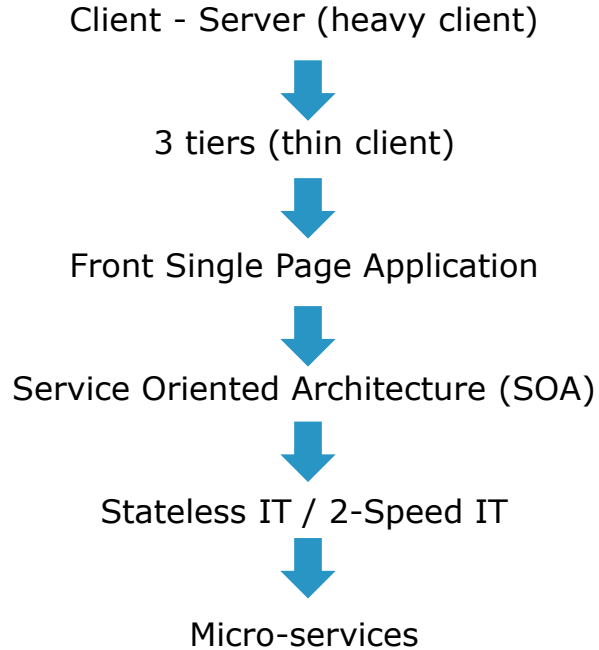 Client - Server (heavy client)
3 tiers (thin client)
Front Single Page Application
Service Oriented Architecture (SOA)
Stateless IT / 2-Speed IT
Micro-services